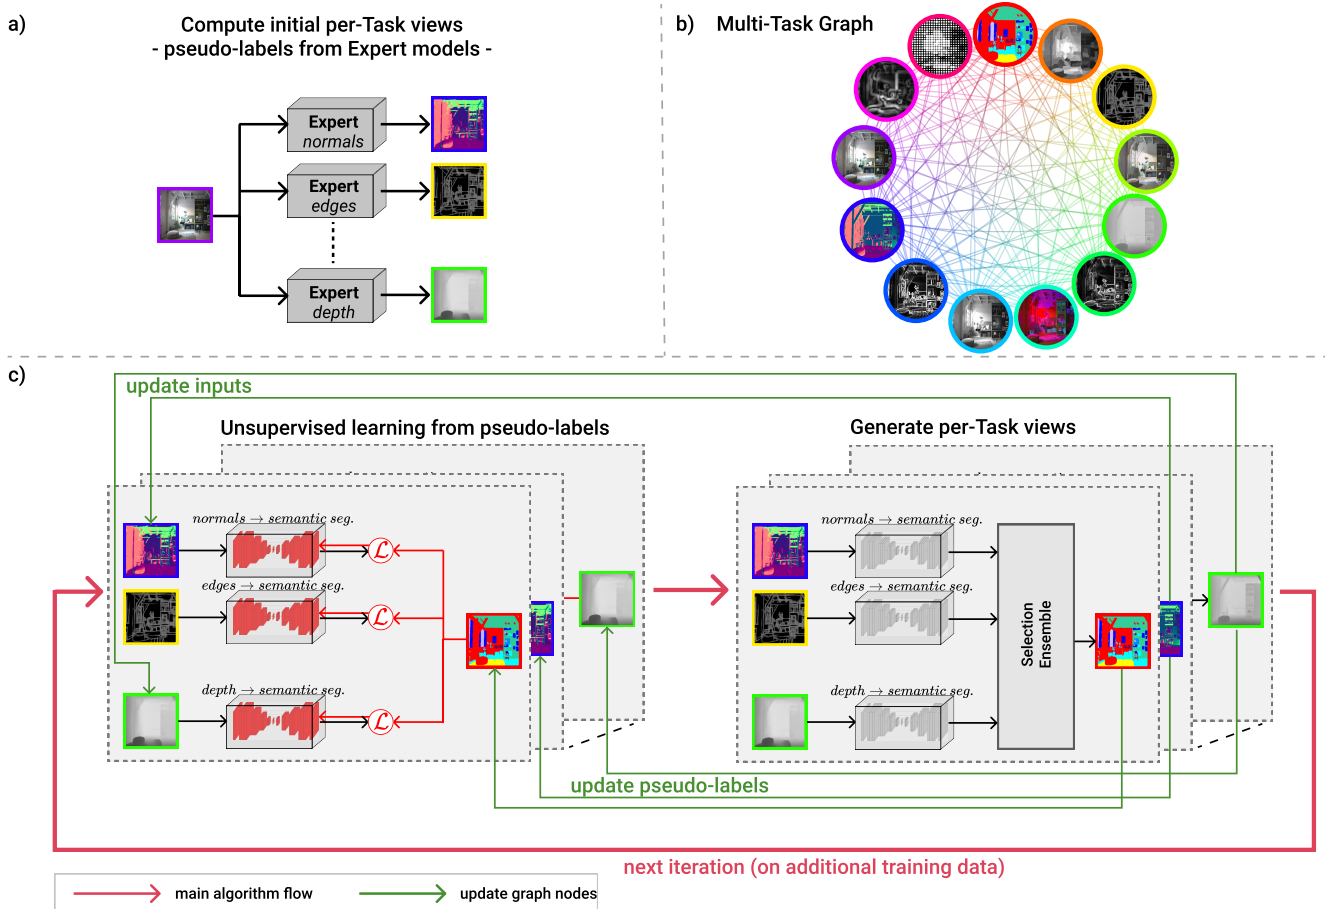 a)
Compute initial per-Task views
- pseudo-labels from Expert models -
Expert
normals
Expert
edges
Expert
depth
b)
Multi-Task Graph
c)
update inputs
Unsupervised learning from pseudo-labels
normals → semantic seg.
ℒ
edges → semantic seg.
ℒ
depth → semantic seg.
ℒ
Generate per-Task views
normals → semantic seg.
edges → semantic seg.
depth → semantic seg.
Selection
Ensemble
update pseudo-labels
next iteration (on additional training data)
main algorithm flow
update graph nodes